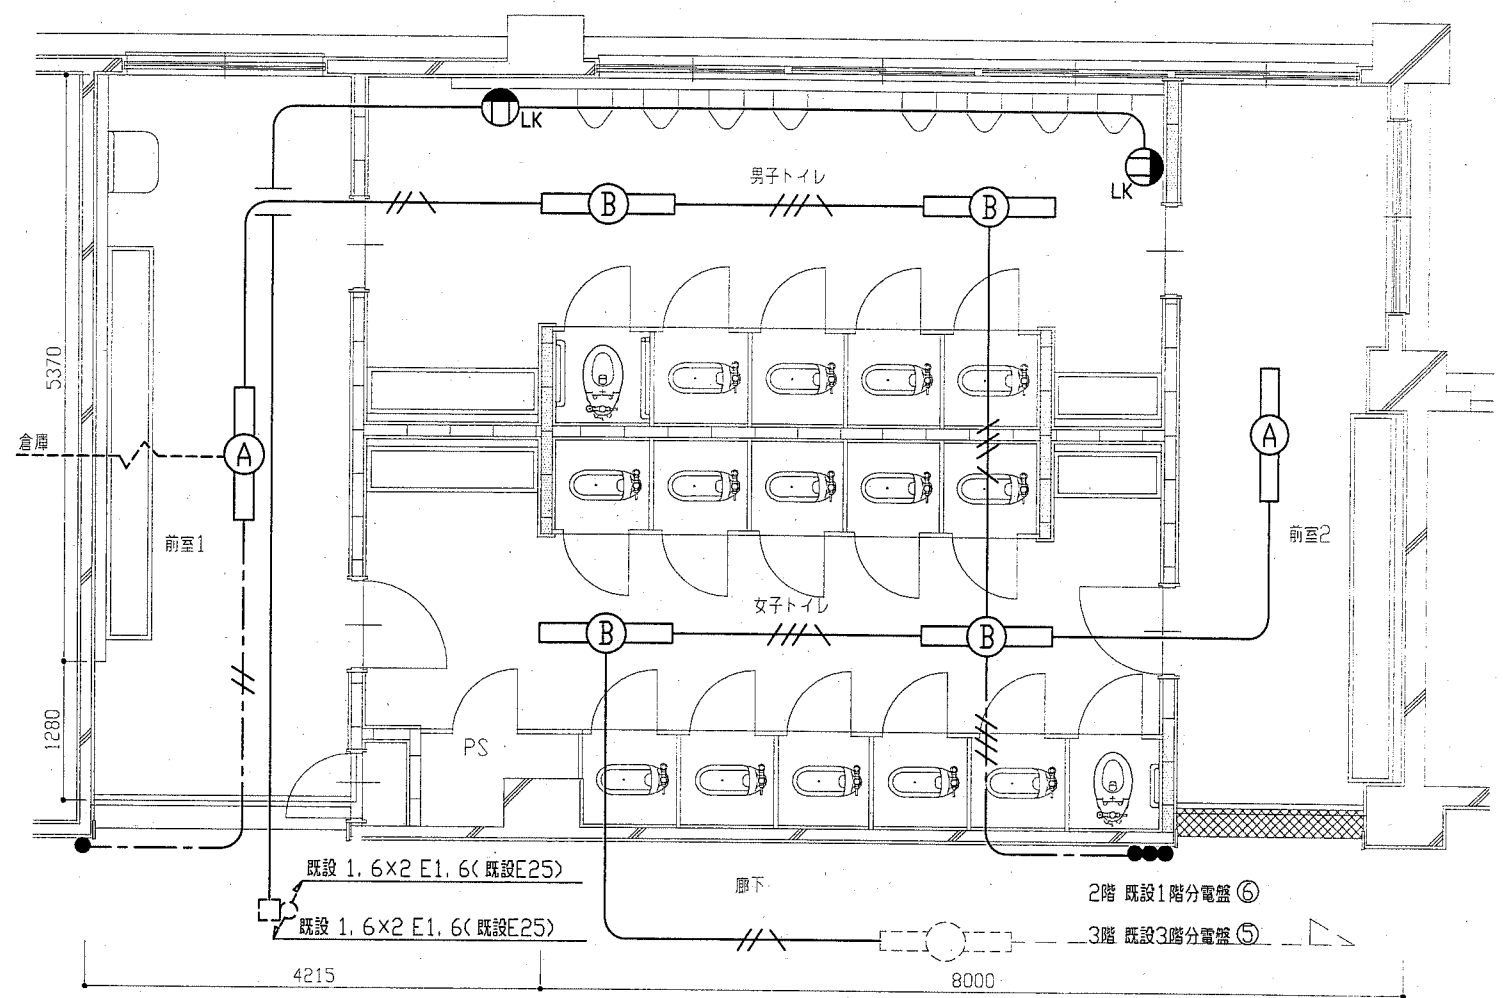 LK
LK
男子トイレ
B
B
5370
倉庫
A
A
前室1
前室2
女子トイレ
B
B
1280
PS
既設 1.6×2 E1.6(既設E25)
既設 1.6×2 E1.6(既設E25)
廊下
2階 既設1階分電盤⑥
3階 既設3階分電盤⑤
4215
8000